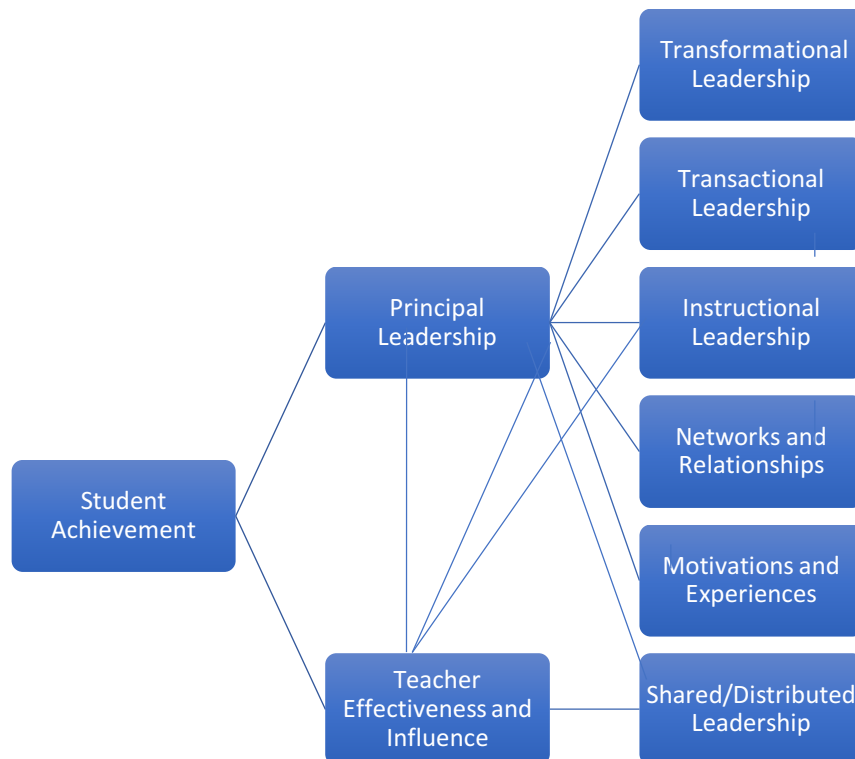 Transformational
Leadership
Transactional
Leadership
Principal
Leadership
Instructional
Leadership
Networks and
Relationships
Student
Achievement
Motivations and
Experiences
Teacher
Effectiveness and
Influence
Shared/Distributed
Leadership